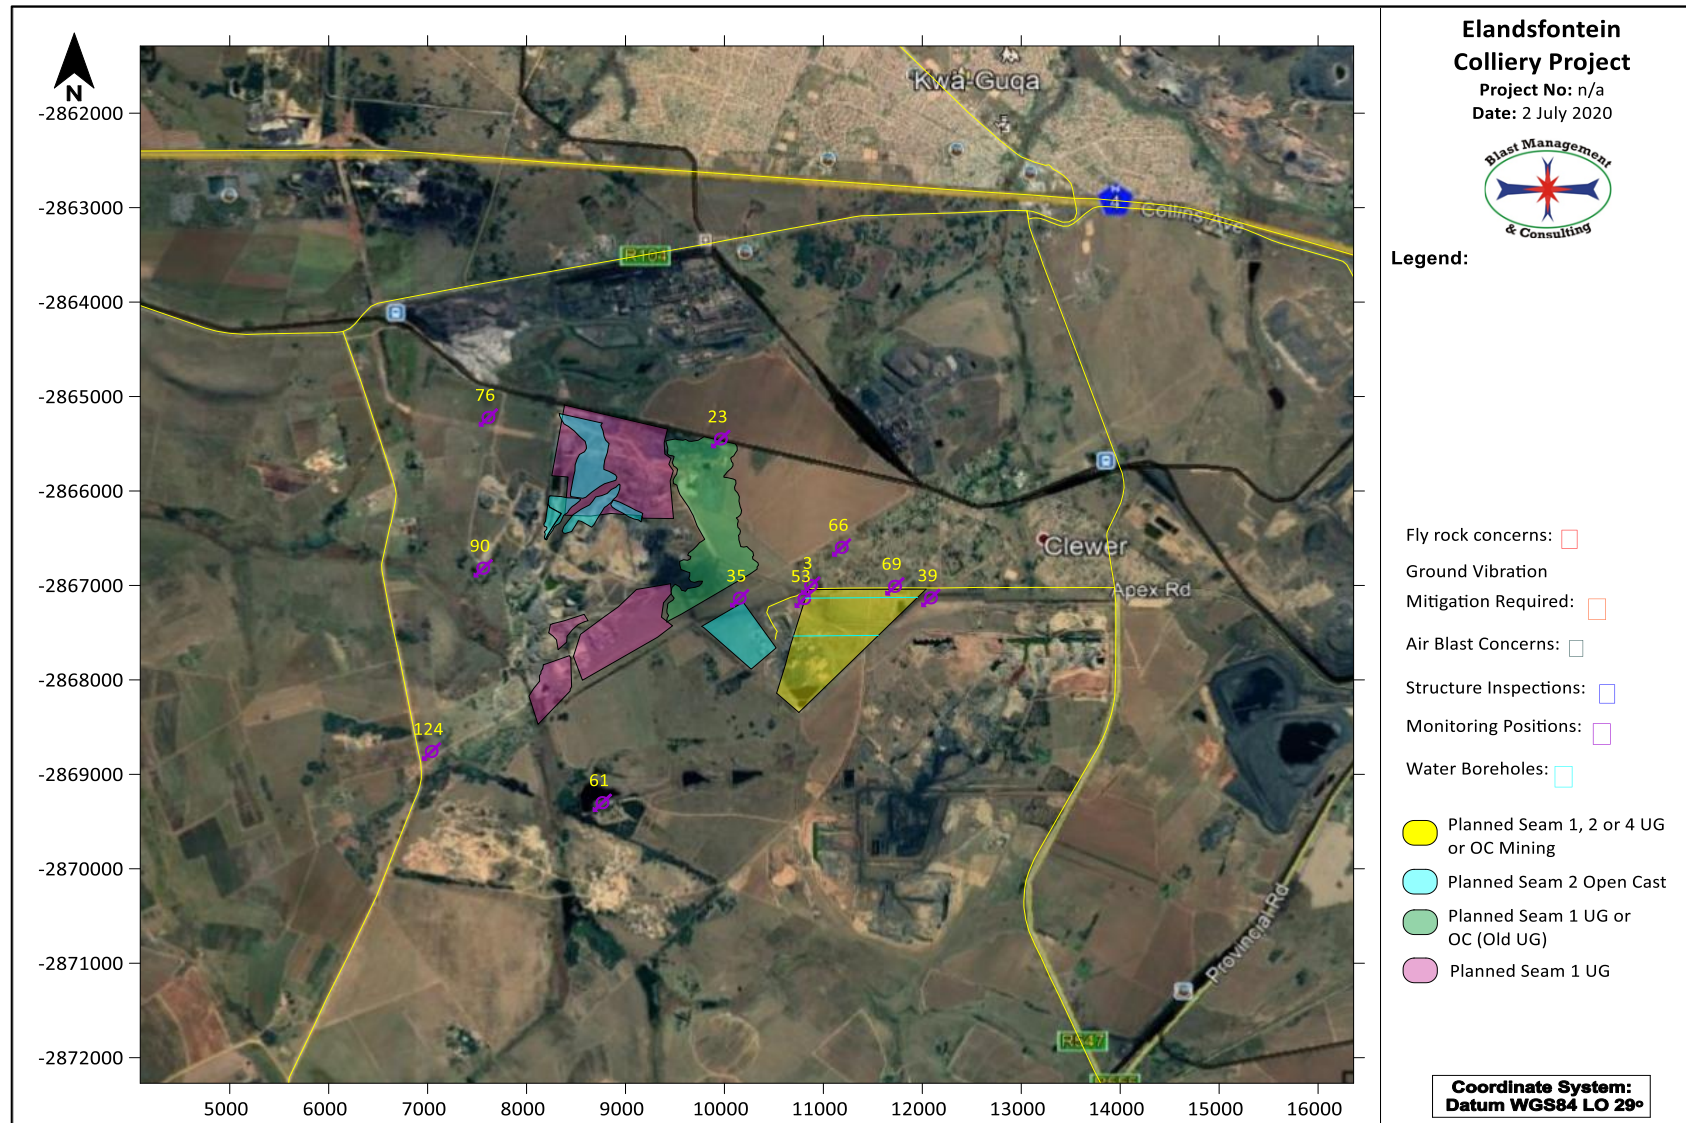 Elandsfontein
Colliery Project
Project No: n/a
Date: 2 July 2020
Blast Management
& Consulting
Legend:
Fly rock concerns:
Ground Vibration
Mitigation Required:
Air Blast Concerns:
Structure Inspections:
Monitoring Positions:
Water Boreholes:
Planned Seam 1, 2 or 4 UG
or OC Mining
Planned Seam 2 Open Cast
Planned Seam 1 UG or
OC (Old UG)
Planned Seam 1 UG
Coordinate System:
Datum WGS84 LO 29º
N
-2862000
-2863000
-2864000
-2865000
-2866000
-2867000
-2868000
-2869000
-2870000
-2871000
-2872000
5000
6000
7000
8000
9000
10000
11000
12000
13000
14000
15000
16000
Kwa-Guqa
N
4
Collins Ave
R104
76
23
90
66
Clewer
3
35
53
69
39
Apex Rd
124
61
Provincial Rd
R547